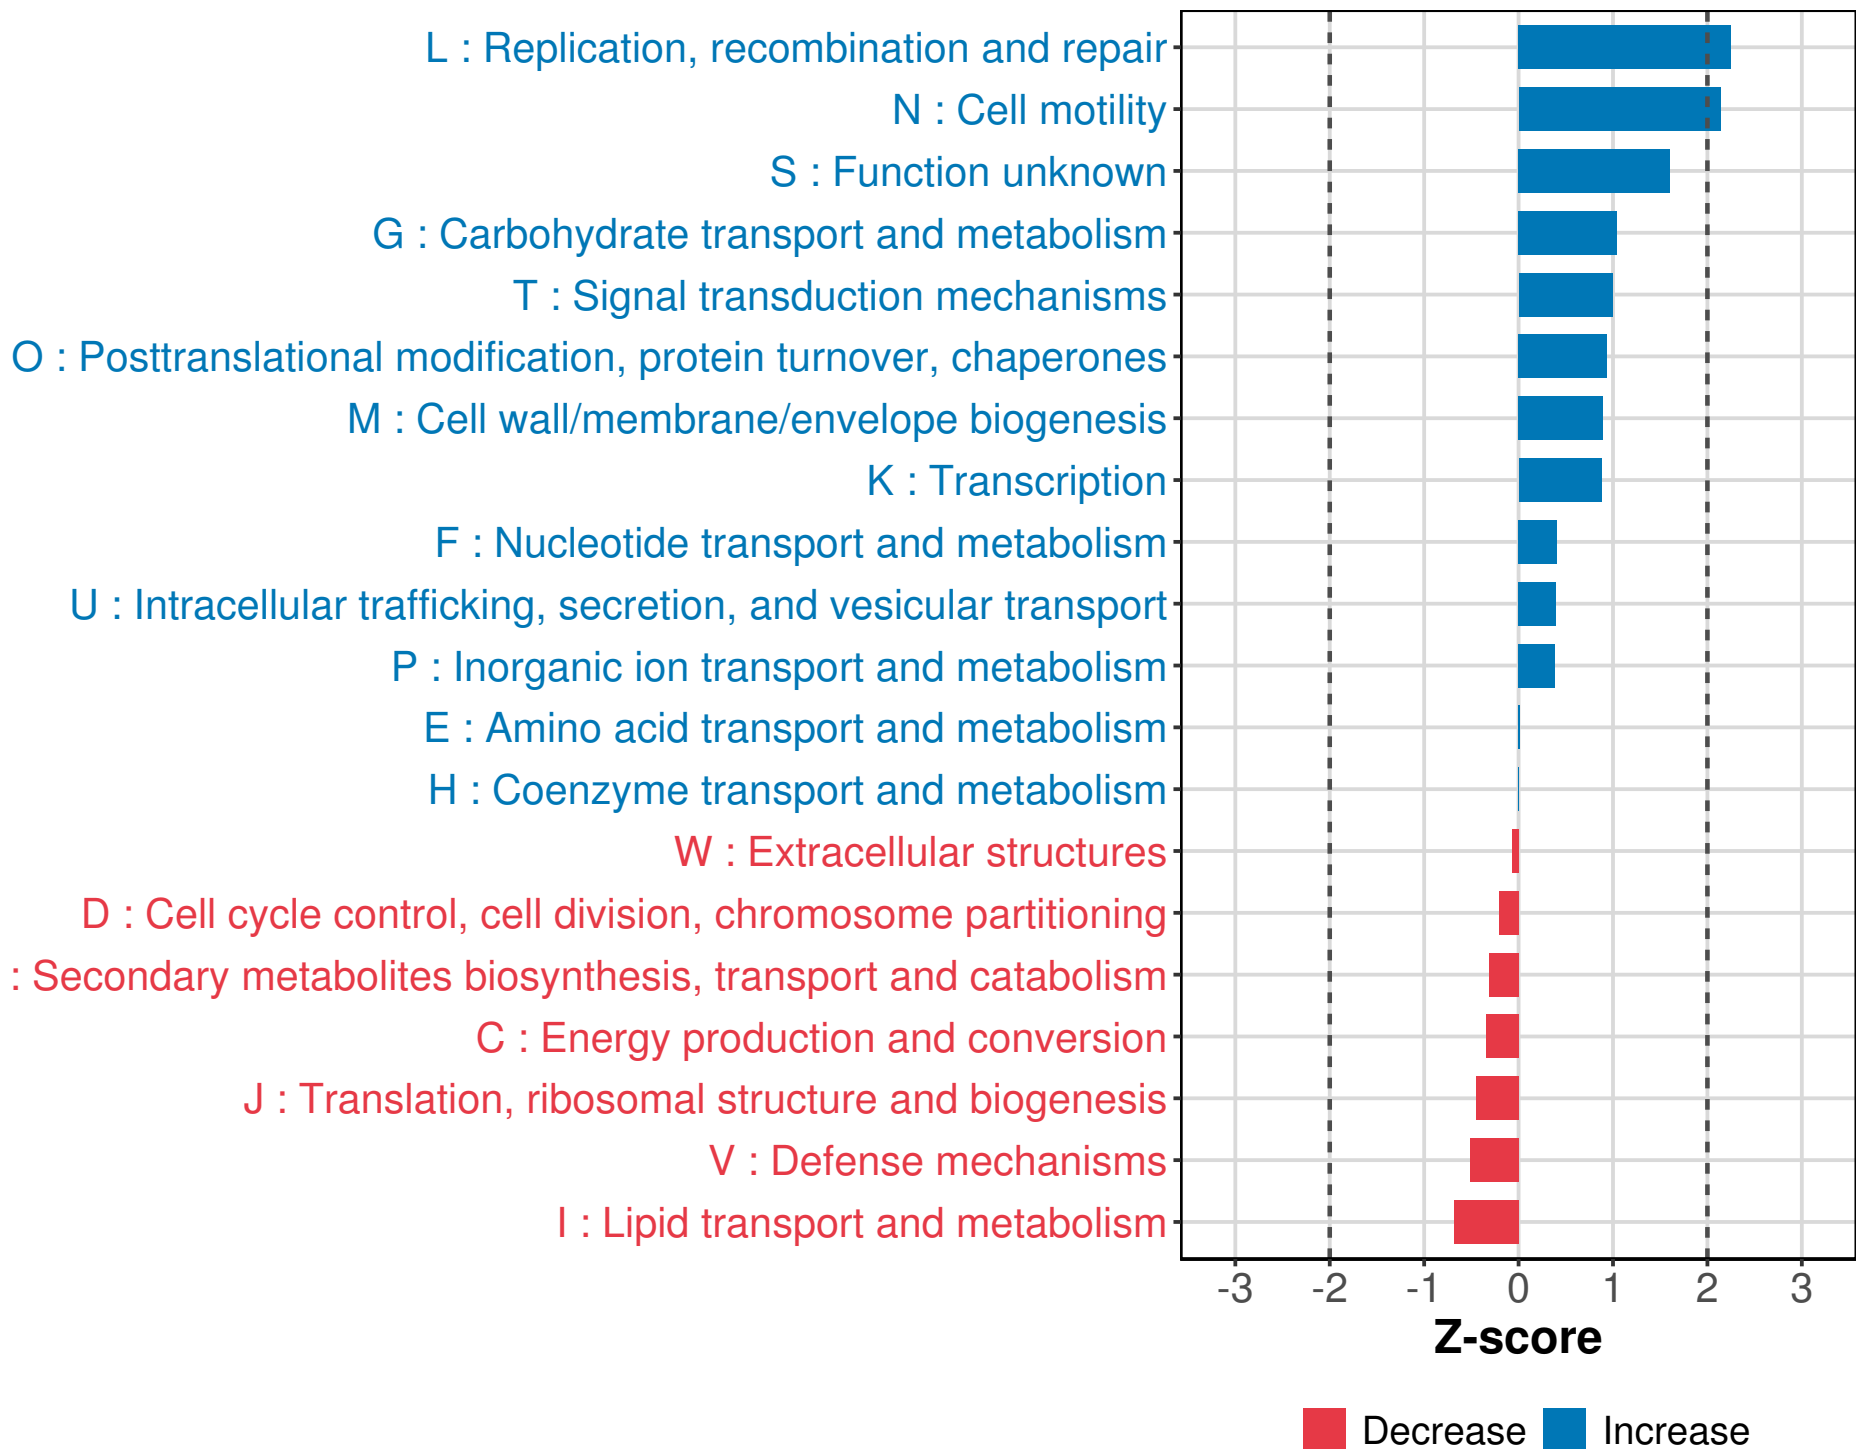 L : Replication, recombination and repair
N : Cell motility
S : Function unknown
G : Carbohydrate transport and metabolism
T : Signal transduction mechanisms
O : Posttranslational modification, protein turnover, chaperones
M : Cell wall/membrane/envelope biogenesis
K : Transcription
F : Nucleotide transport and metabolism
U : Intracellular trafficking, secretion, and vesicular transport
P : Inorganic ion transport and metabolism
E : Amino acid transport and metabolism
H : Coenzyme transport and metabolism
W : Extracellular structures
D : Cell cycle control, cell division, chromosome partitioning
: Secondary metabolites biosynthesis, transport and catabolism
C : Energy production and conversion
J : Translation, ribosomal structure and biogenesis
V : Defense mechanisms
I : Lipid transport and metabolism
-3 -2 -1 0 1 2 3
Z-score
Decrease Increase